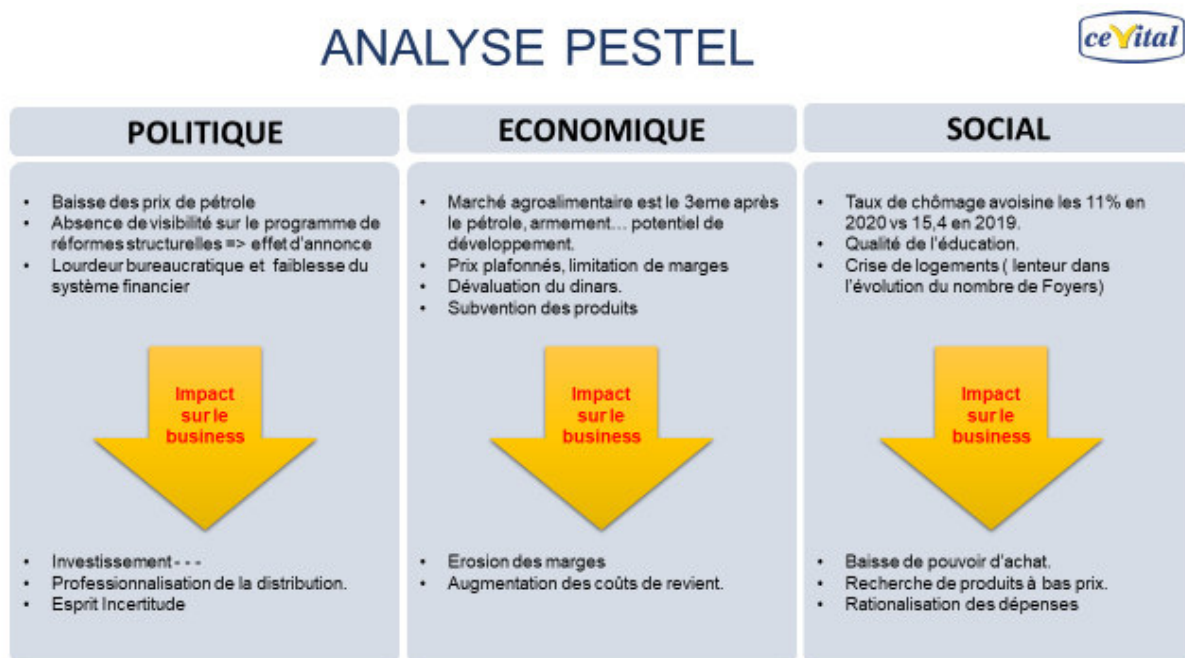 ANALYSE PESTEL
ceVital
POLITIQUE
• Baisse des prix de pétrole
• Absence de visibilité sur le programme de
réformes structurelles => effet d'annonce
• Lourdeur bureaucratique et faiblesse du
système financier
Impact
sur le
business
• Investissement - - -
• Professionnalisation de la distribution.
• Esprit Incertitude
ECONOMIQUE
• Marché agroalimentaire est le 3eme après
le pétrole, armement... potentiel de
développement.
• Prix plafonnés, limitation de marges
• Dévaluation du dinars.
• Subvention des produits
Impact
sur le
business
• Erosion des marges
• Augmentation des coûts de revient.
SOCIAL
• Taux de chômage avoisine les 11% en
2020 vs 15,4 en 2019.
• Qualité de l'éducation.
• Crise de logements ( lenteur dans
l'évolution du nombre de Foyers)
Impact
sur le
business
• Baisse de pouvoir d'achat.
• Recherche de produits à bas prix.
• Rationalisation des dépenses